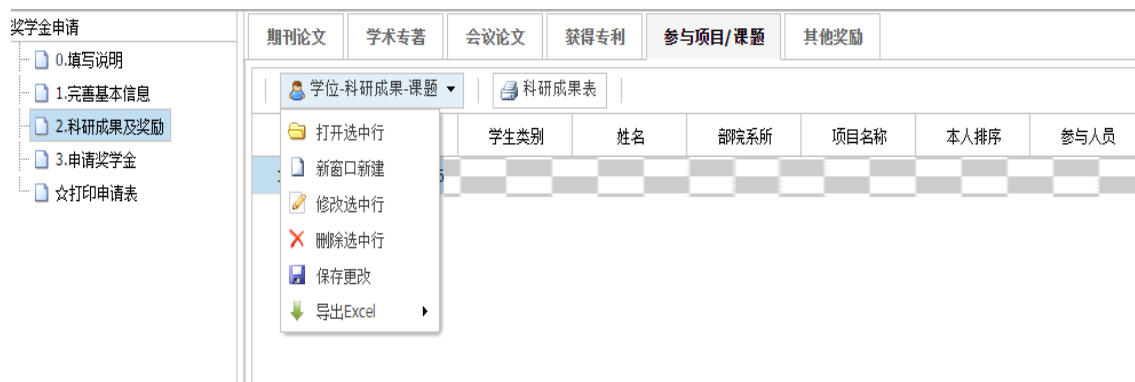 奖学金申请
0.填写说明
1.完善基本信息
2.科研成果及奖励
3.申请奖学金
☆打印申请表
期刊论文 学术专著 会议论文 获得专利 参与项目/课题 其他奖励
学位-科研成果-课题 科研成果表
学生类别 姓名 部院系所 项目名称 本人排序 参与人员
打开选中行
新窗口新建
修改选中行
删除选中行
保存更改
导出Excel